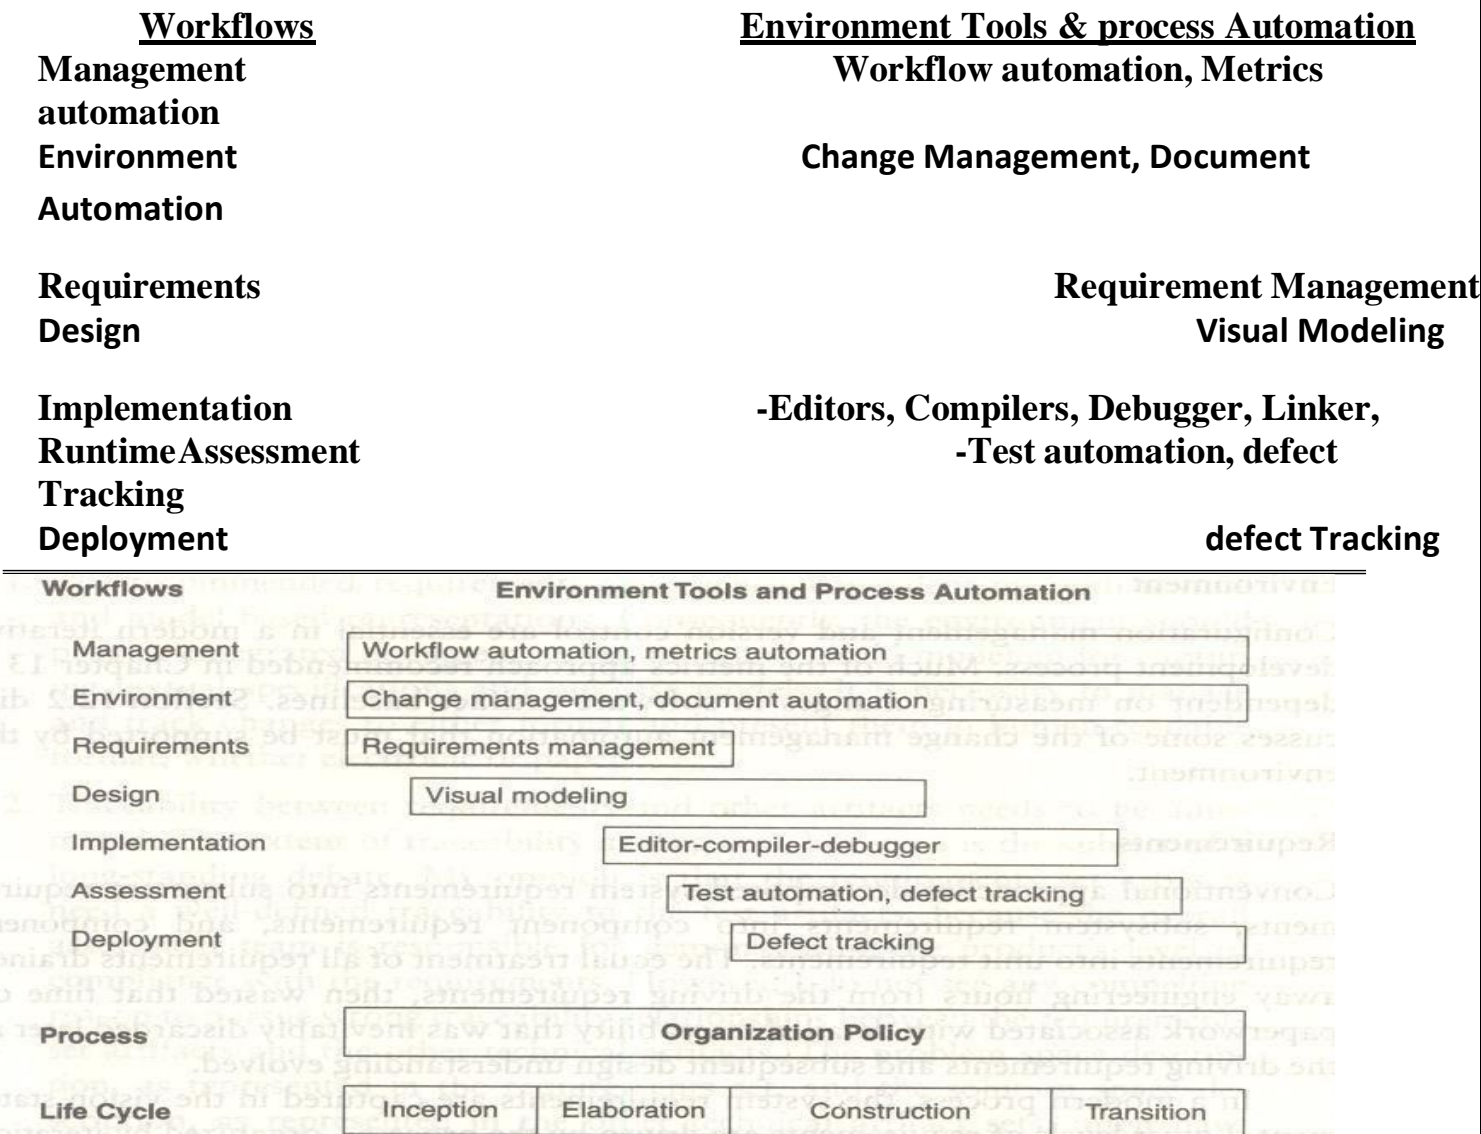 Workflows Environment Tools & process Automation
Management Workflow automation, Metrics
automation
Environment Change Management, Document
Automation
Requirements Requirement Management
Design Visual Modeling
Implementation -Editors, Compilers, Debugger, Linker,
RuntimeAssessment -Test automation, defect
Tracking
Deployment defect Tracking
Workflows Environment Tools and Process Automation
Management Workflow automation, metrics automation
Environment Change management, document automation
Requirements Requirements management
Design Visual modeling
Implementation Editor-compiler-debugger
Assessment Test automation, defect tracking
Deployment Defect tracking
Process Organization Policy
Life Cycle Inception Elaboration Construction Transition